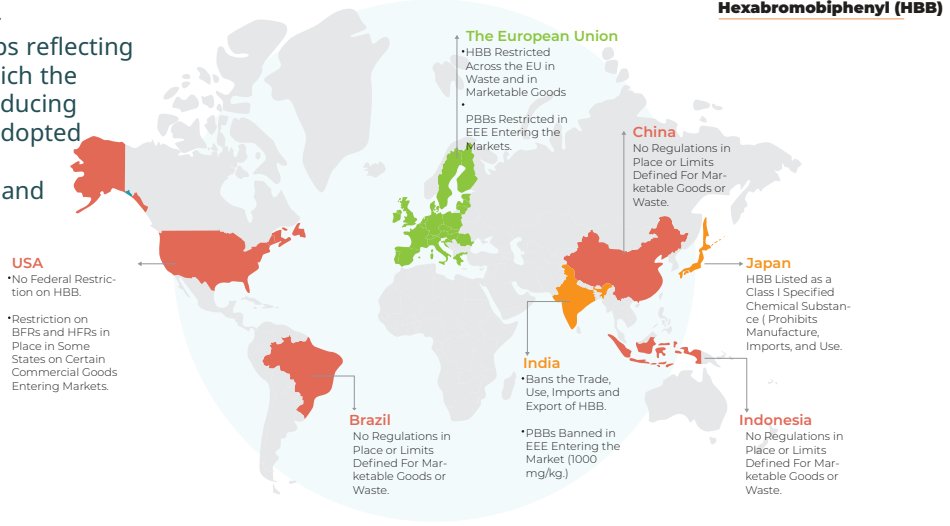 Hexabromobiphenyl (HBB)
ps reflecting
ich the
ducing
dopted
and
The European Union
•HBB Restricted
Across the EU in
Waste and in
Marketable Goods
•
PBBs Restricted in
EEE Entering the
Markets.
China
No Regulations in
Place or Limits
Defined For Mar-
ketable Goods or
Waste.
USA
•No Federal Restric-
tion on HBB.
•Restriction on
BFRs and HFRs in
Place in Some
States on Certain
Commercial Goods
Entering Markets.
Japan
HBB Listed as a
Class I Specified
Chemical Substan-
ce ( Prohibits
Manufacture,
Imports, and Use.
India
•Bans the Trade,
Use, Imports and
Export of HBB.
•PBBs Banned in
EEE Entering the
Market (1000
mg/kg.)
Brazil
No Regulations in
Place or Limits
Defined For Mar-
ketable Goods or
Waste.
Indonesia
No Regulations in
Place or Limits
Defined For Mar-
ketable Goods or
Waste.